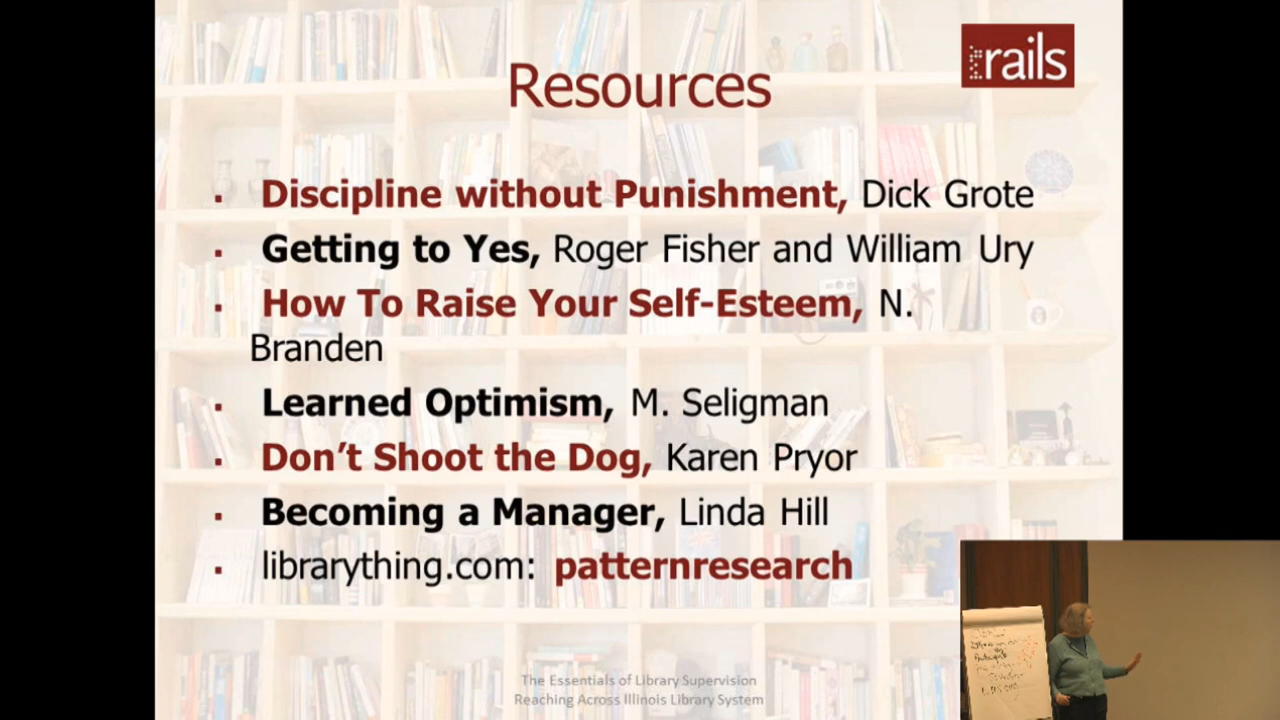 rails
Resources
▪ Discipline without Punishment, Dick Grote
▪ Getting to Yes, Roger Fisher and William Ury
▪ How To Raise Your Self-Esteem, N.
Branden
▪ Learned Optimism, M. Seligman
▪ Don’t Shoot the Dog, Karen Pryor
▪ Becoming a Manager, Linda Hill
▪ librarything.com: patternresearch
The Essentials of Library Supervision
Reaching Across Illinois Library System